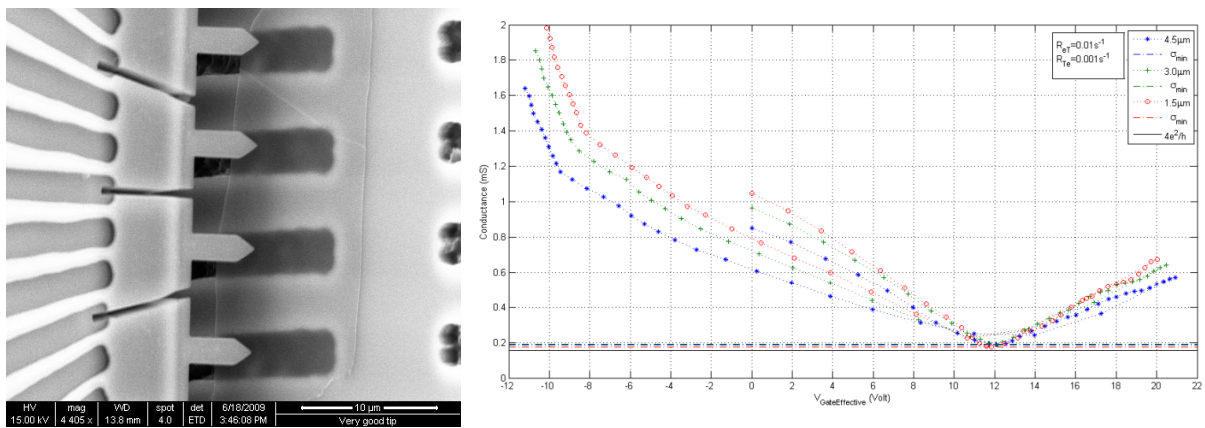 HV mag WD spot det 6/18/2009 10 µm
15.00 kV 4 405 x 13.8 mm 4.0 ETD 3:46:08 PM Very good tip
2
1.8
1.6
1.4
1.2
1
0.8
0.6
0.4
0.2
0
Conductance (mS)
-12 -10 -8 -6 -4 -2 0 2 4 6 8 10 12 14 16 18 20 22
V_GateEffective (Volt)
R_eT=0.01s^-1
R_Te=0.001s^-1
4.5µm
σ_min
3.0µm
σ_min
1.5µm
σ_min
4e²/h